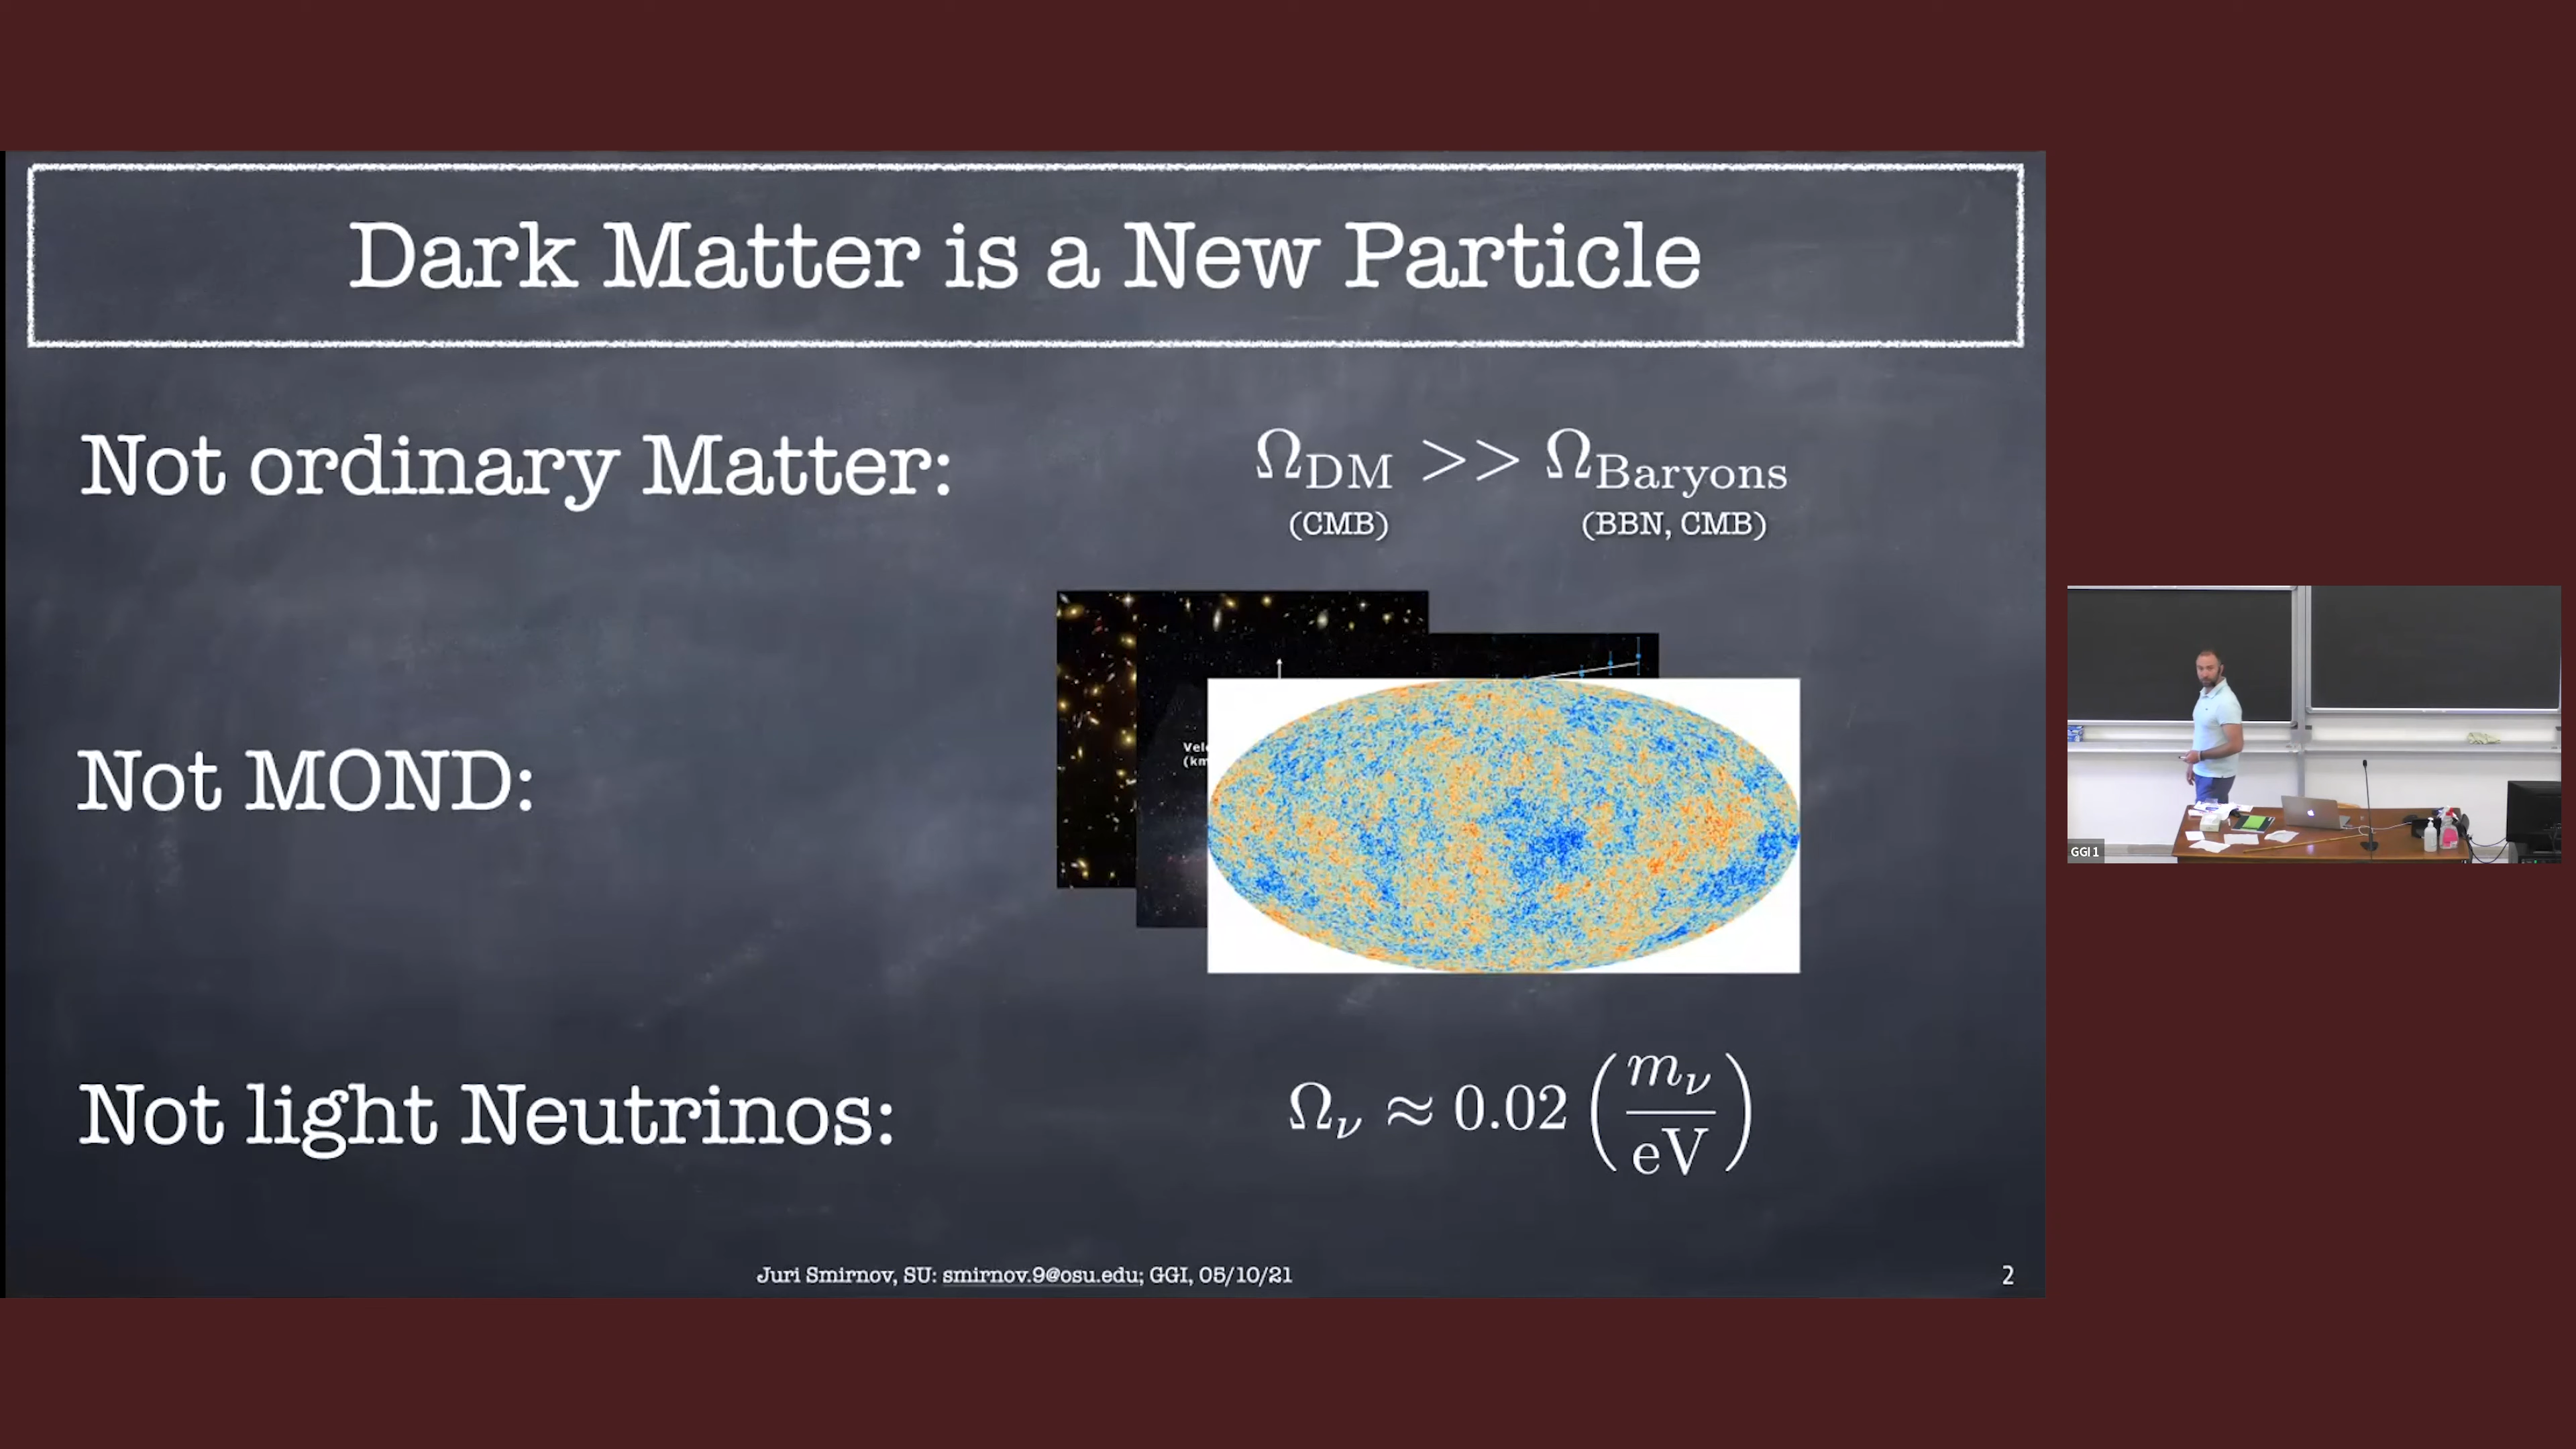 Dark Matter is a New Particle
Not ordinary Matter:
Ω_DM >> Ω_Baryons
(CMB) (BBN, CMB)
Not MOND:
Not light Neutrinos:
Ω_ν ≈ 0.02 (m_ν / eV)
Juri Smirnov, SU: smirnov.9@osu.edu; GGI, 05/10/21
2
GGI 1